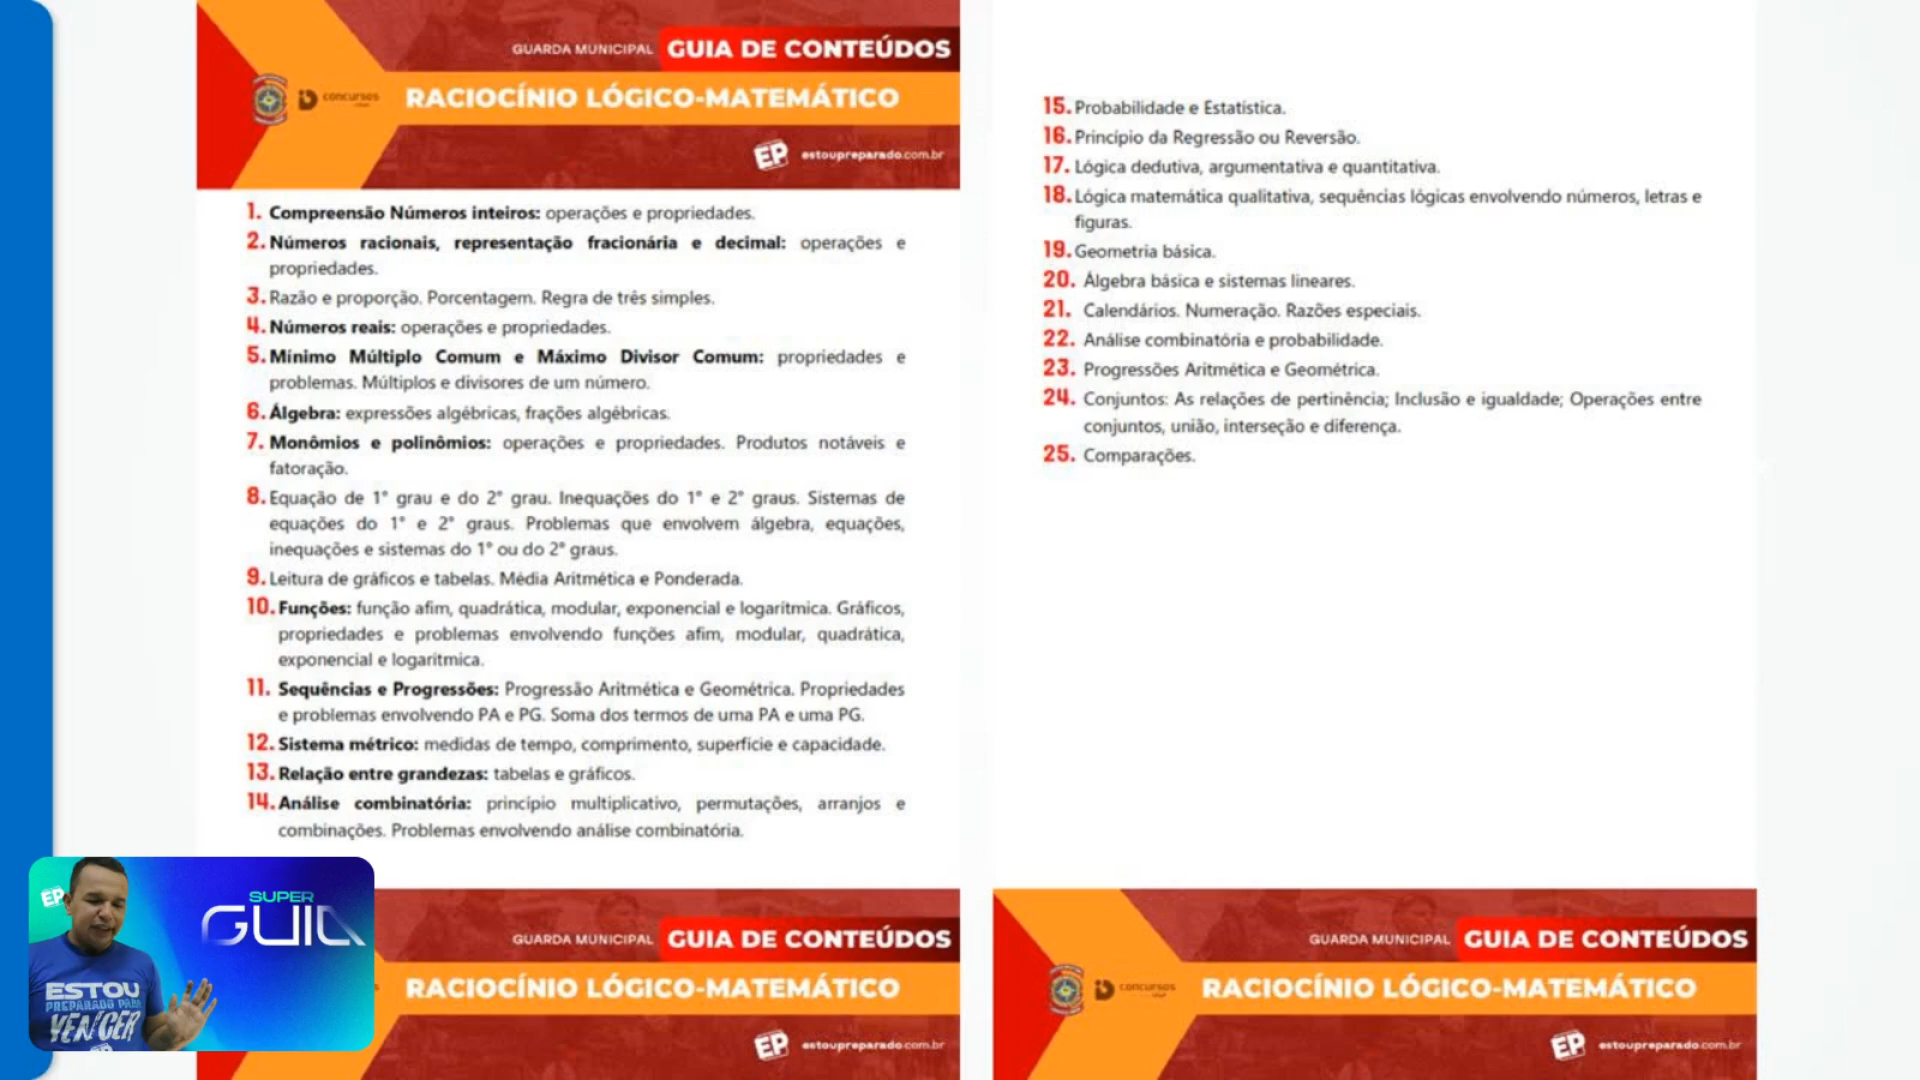 GUARDA MUNICIPAL GUIA DE CONTEÚDOS
concursos
RACIOCÍNIO LÓGICO-MATEMÁTICO
EP estoupreparado.com.br
1. Compreensão Números inteiros: operações e propriedades.
2. Números racionais, representação fracionária e decimal: operações e
propriedades.
3. Razão e proporção. Porcentagem. Regra de três simples.
4. Números reais: operações e propriedades.
5. Mínimo Múltiplo Comum e Máximo Divisor Comum: propriedades e
problemas. Múltiplos e divisores de um número.
6. Álgebra: expressões algébricas, frações algébricas.
7. Monômios e polinômios: operações e propriedades. Produtos notáveis e
fatoração.
8. Equação de 1° grau e do 2° grau. Inequações do 1° e 2° graus. Sistemas de
equações do 1° e 2° graus. Problemas que envolvem álgebra, equações,
inequações e sistemas do 1° ou do 2° graus.
9. Leitura de gráficos e tabelas. Média Aritmética e Ponderada.
10. Funções: função afim, quadrática, modular, exponencial e logarítmica. Gráficos,
propriedades e problemas envolvendo funções afim, modular, quadrática,
exponencial e logarítmica.
11. Sequências e Progressões: Progressão Aritmética e Geométrica. Propriedades
e problemas envolvendo PA e PG. Soma dos termos de uma PA e uma PG.
12. Sistema métrico: medidas de tempo, comprimento, superfície e capacidade.
13. Relação entre grandezas: tabelas e gráficos.
14. Análise combinatória: princípio multiplicativo, permutações, arranjos e
combinações. Problemas envolvendo análise combinatória.
15. Probabilidade e Estatística.
16. Princípio da Regressão ou Reversão.
17. Lógica dedutiva, argumentativa e quantitativa.
18. Lógica matemática qualitativa, sequências lógicas envolvendo números, letras e
figuras.
19. Geometria básica.
20. Álgebra básica e sistemas lineares.
21. Calendários. Numeração. Razões especiais.
22. Análise combinatória e probabilidade.
23. Progressões Aritmética e Geométrica.
24. Conjuntos: As relações de pertinência; Inclusão e igualdade; Operações entre
conjuntos, união, interseção e diferença.
25. Comparações.
EP
SUPER
GUIA
ESTOU
PREPARADO PARA
VENCER
EP
GUARDA MUNICIPAL GUIA DE CONTEÚDOS
RACIOCÍNIO LÓGICO-MATEMÁTICO
EP estoupreparado.com.br
GUARDA MUNICIPAL GUIA DE CONTEÚDOS
concursos
RACIOCÍNIO LÓGICO-MATEMÁTICO
EP estoupreparado.com.br